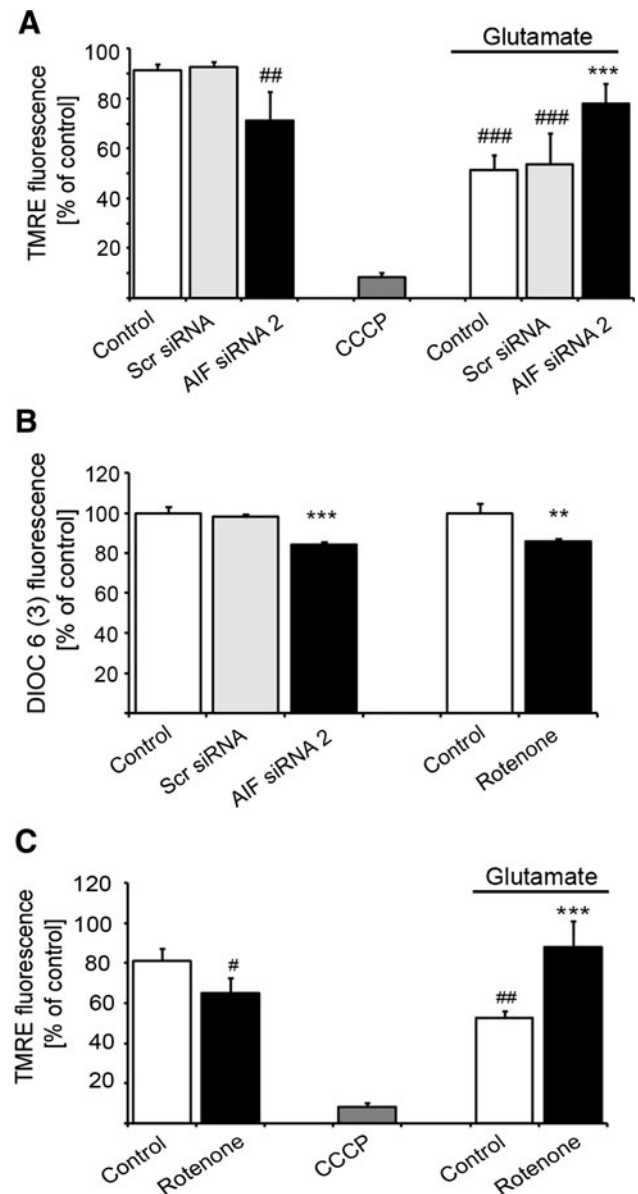 A
Glutamate
TMRE fluorescence
[% of control]
100
80
60
40
20
##
###
###
***
Control
Scr siRNA
AIF siRNA 2
CCCP
Control
Scr siRNA
AIF siRNA 2
B
DIOC 6 (3) fluorescence
[% of control]
120
100
80
60
40
20
***
**
Control
Scr siRNA
AIF siRNA 2
Control
Rotenone
C
Glutamate
TMRE fluorescence
[% of control]
120
100
80
60
40
20
#
##
***
Control
Rotenone
CCCP
Control
Rotenone